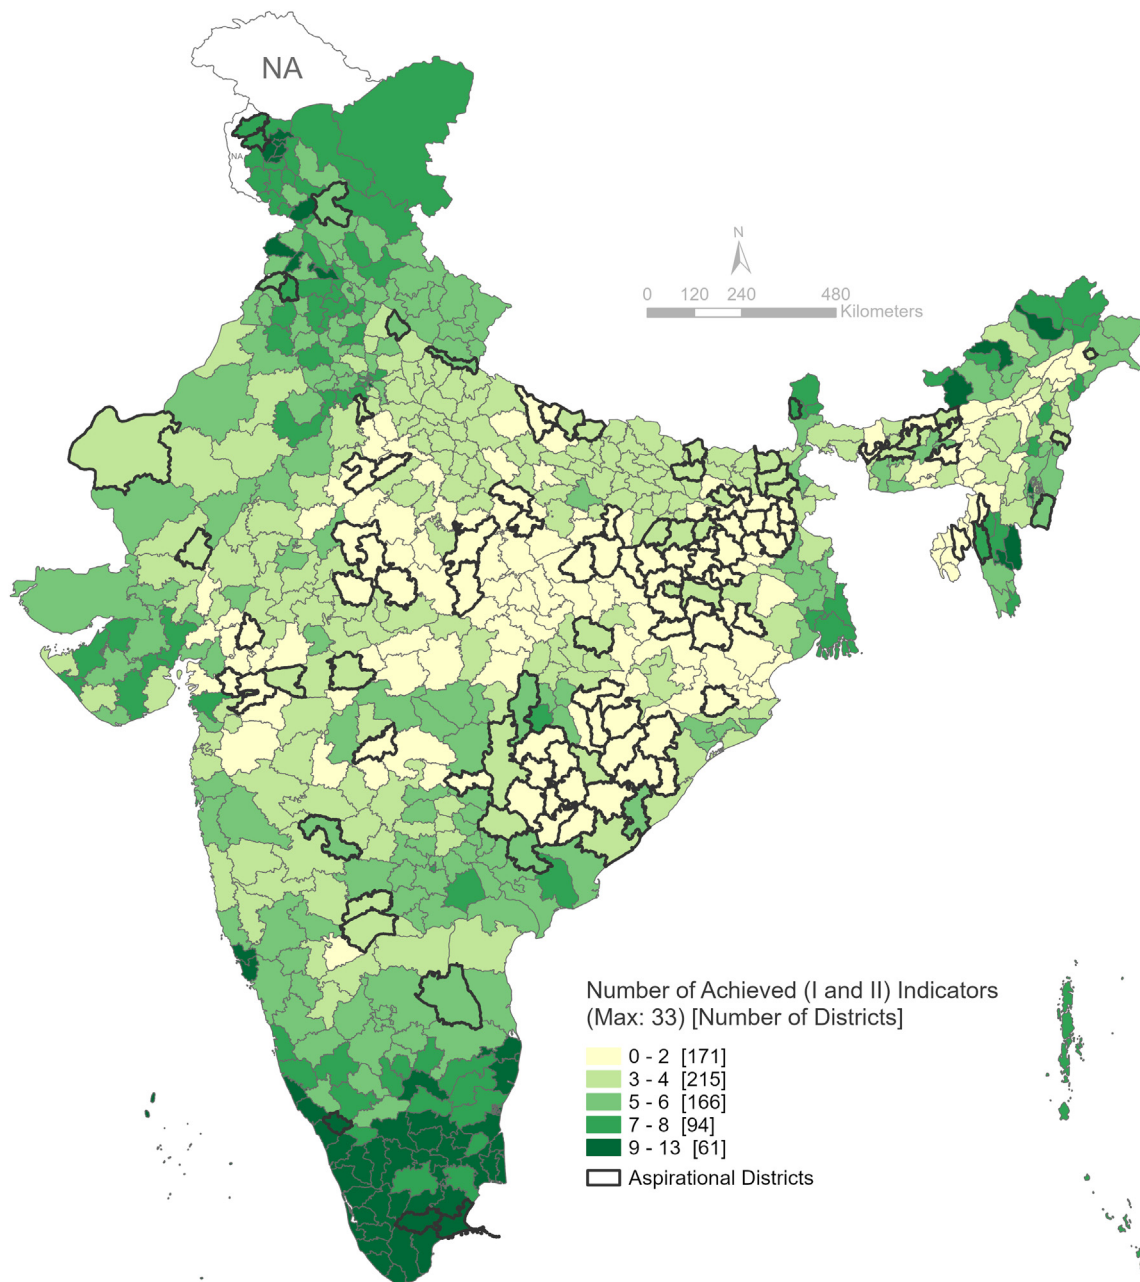 NA
NA
N
0 120 240 480
Kilometers
Number of Achieved (I and II) Indicators
(Max: 33) [Number of Districts]
0 - 2 [171]
3 - 4 [215]
5 - 6 [166]
7 - 8 [94]
9 - 13 [61]
Aspirational Districts